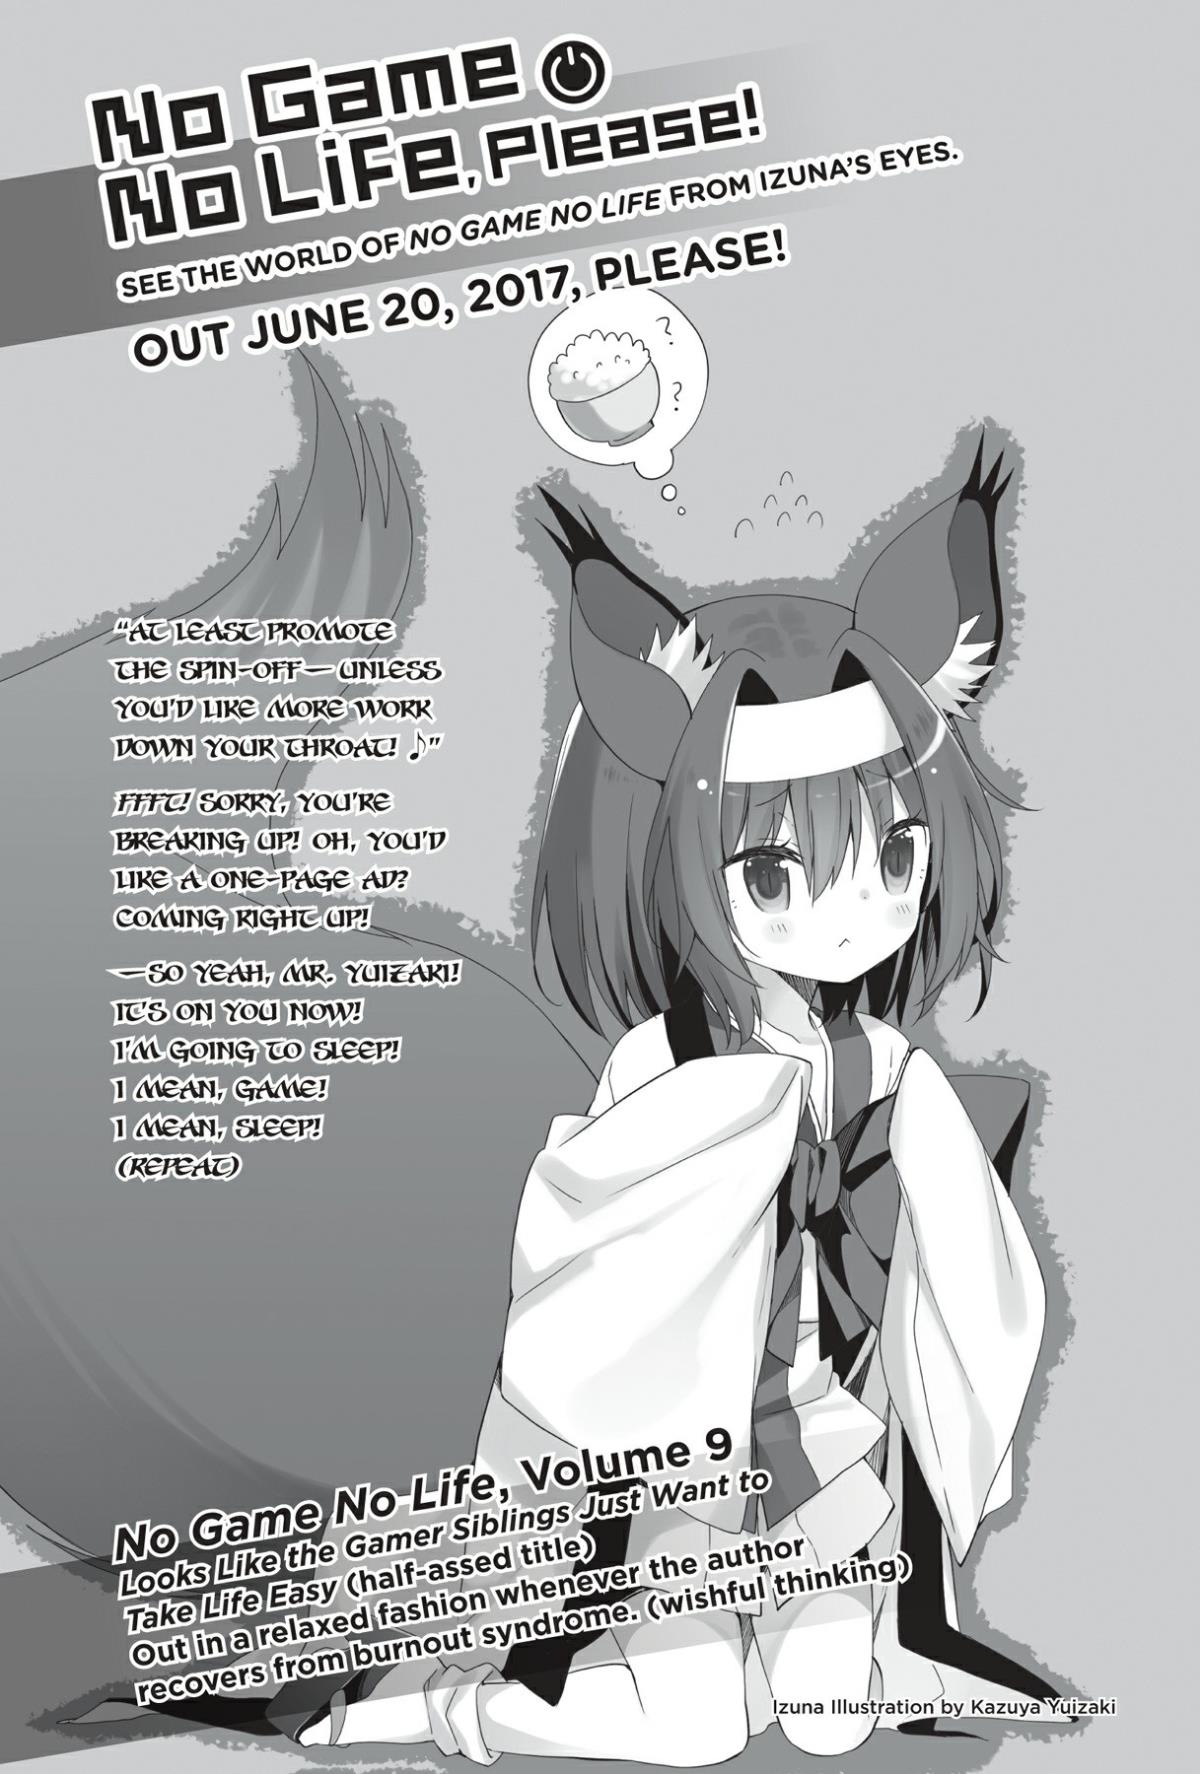 No Game
No Life, Please!
SEE THE WORLD OF NO GAME NO LIFE FROM IZUNA'S EYES.
OUT JUNE 20, 2017, PLEASE!
?
?
"AT LEAST PROMOTE
THE SPIN-OFF—UNLESS
YOU'D LIKE MORE WORK
DOWN YOUR THROAT! ♪"
FFFT! SORRY, YOU'RE
BREAKING UP! OH, YOU'D
LIKE A ONE-PAGE AD?
COMING RIGHT UP!
—SO YEAH, MR. YUIZAKI!
IT'S ON YOU NOW!
I'M GOING TO SLEEP!
I MEAN, GAME!
I MEAN, SLEEP!
(REPEAT)
No Game No Life, Volume 9
Looks Like the Gamer Siblings Just Want to
Take Life Easy (half-assed title)
Out in a relaxed fashion whenever the author
recovers from burnout syndrome. (wishful thinking)
Izuna Illustration by Kazuya Yuizaki